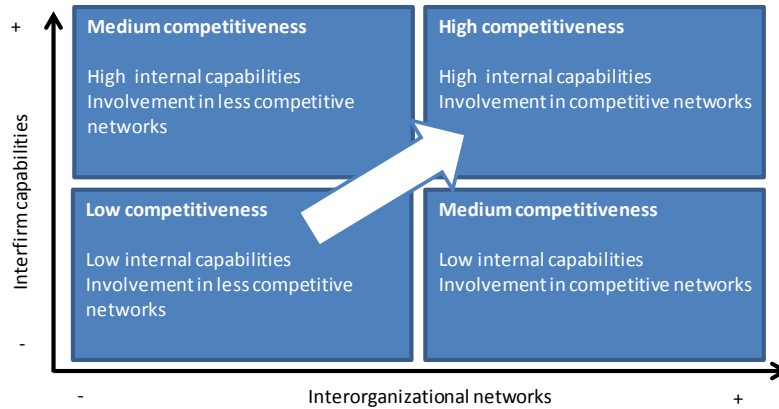 +
Medium competitiveness
High internal capabilities
Involvement in less competitive
networks
High competitiveness
High internal capabilities
Involvement in competitive networks
Interfirm capabilities
Low competitiveness
Low internal capabilities
Involvement in less competitive
networks
Medium competitiveness
Low internal capabilities
Involvement in competitive networks
-
-
Interorganizational networks
+